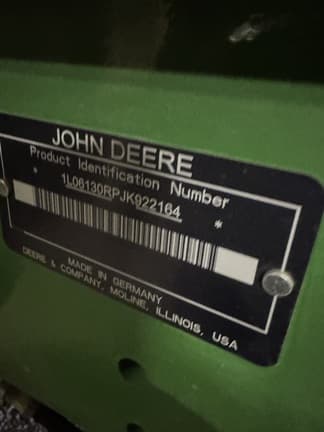 JOHN DEERE
Product Identification Number
* 1L06130RPJK922164 *
MADE IN GERMANY
DEERE & COMPANY, MOLINE, ILLINOIS, USA